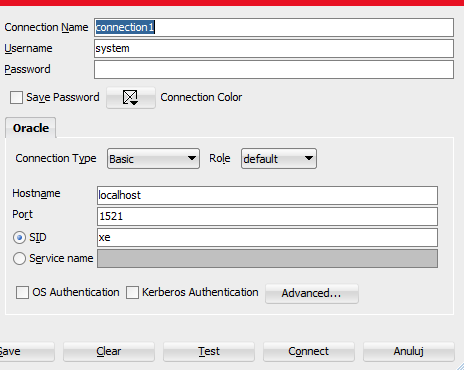 Connection Name connection1
Username system
Password
Save Password Connection Color
Oracle
Connection Type Basic Role default
Hostname localhost
Port 1521
SID xe
Service name
OS Authentication Kerberos Authentication Advanced...
Clear Test Connect Anuluj